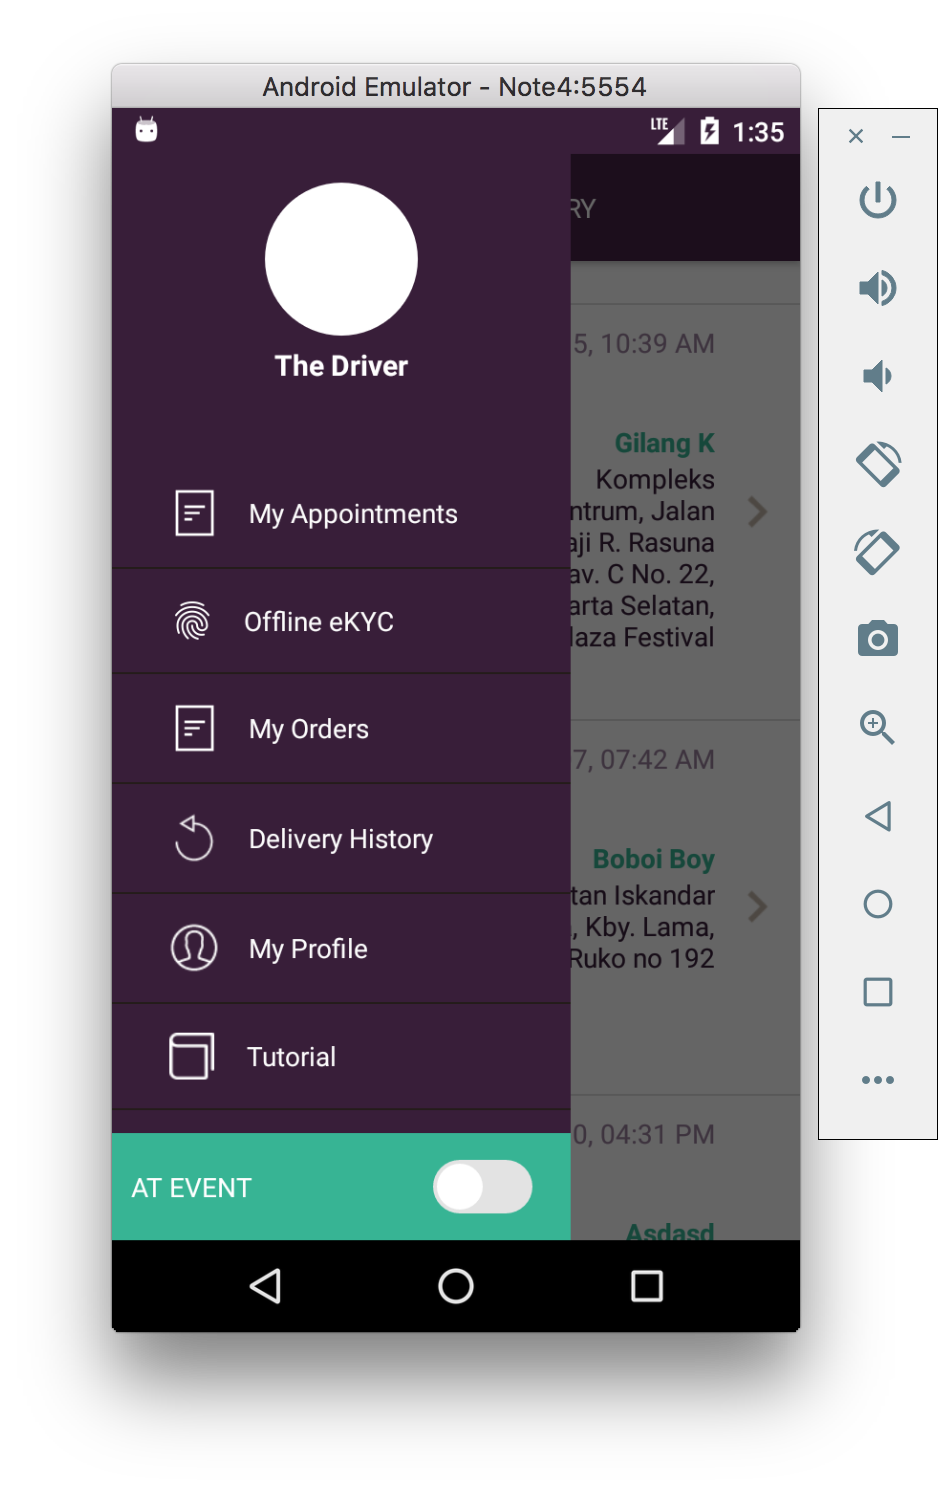 Android Emulator - Note4:5554
LTE
1:35
RY
The Driver
5, 10:39 AM
Gilang K
Kompleks
ntrum, Jalan
aji R. Rasuna
av. C No. 22,
arta Selatan,
laza Festival
My Appointments
Offline eKYC
My Orders
Delivery History
My Profile
Tutorial
7, 07:42 AM
Boboi Boy
tan Iskandar
, Kby. Lama,
Ruko no 192
0, 04:31 PM
Asdasd
AT EVENT